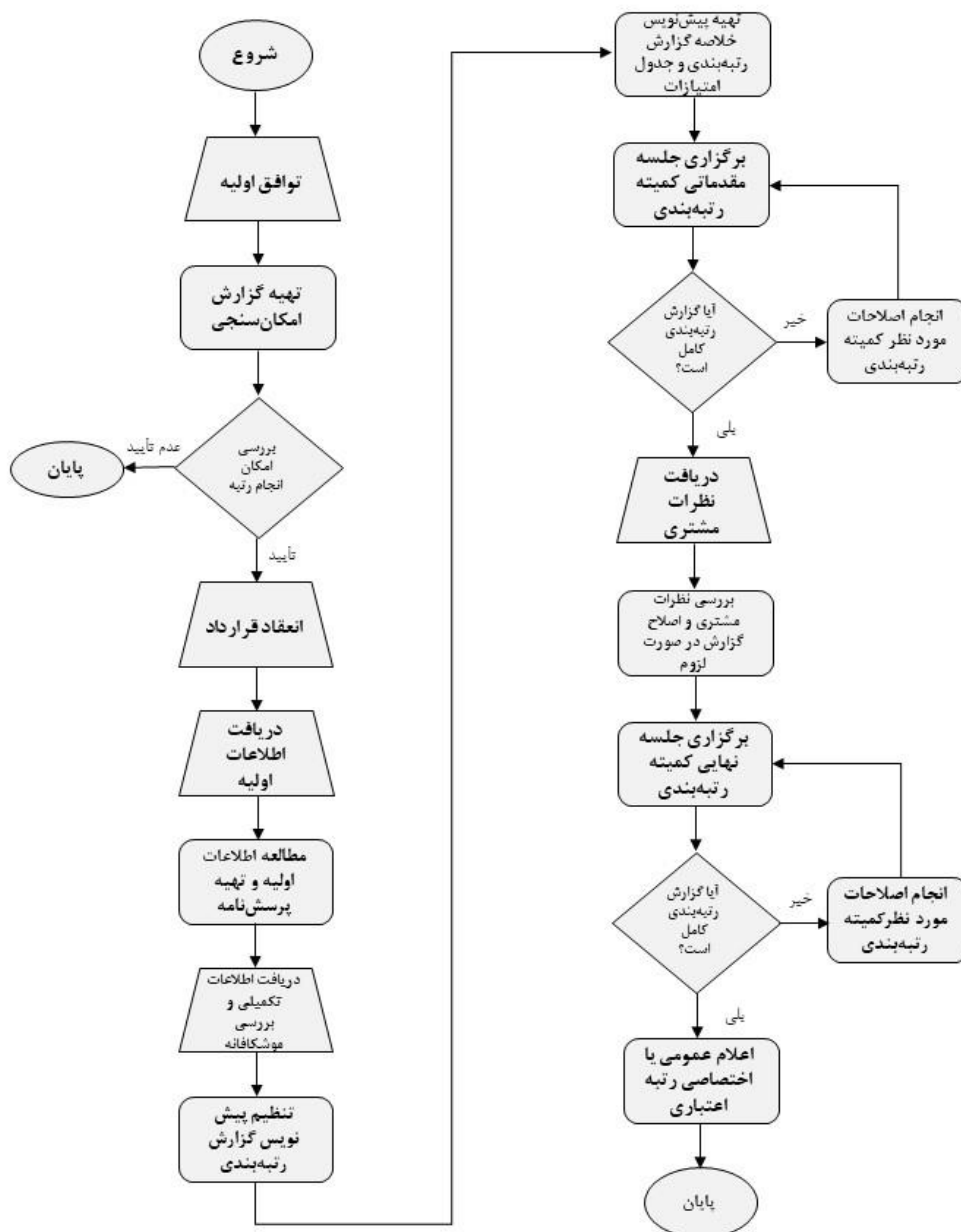 شروع
توافق اولیه
تهیه گزارش
امکان‌سنجی
بررسی
امکان
انجام رتبه
عدم تأیید
پایان
تأیید
انعقاد قرارداد
دریافت
اطلاعات
اولیه
مطالعه اطلاعات
اولیه و تهیه
پرسش‌نامه
دریافت اطلاعات
تکمیلی و
بررسی
موشکافانه
تنظیم پیش
نویس گزارش
رتبه‌بندی
تهیه پیش‌نویس
خلاصه گزارش
رتبه‌بندی و جدول
امتیازات
برگزاری جلسه
مقدماتی کمیته
رتبه‌بندی
آیا گزارش
رتبه‌بندی
کامل
است؟
خیر
انجام اصلاحات
مورد نظر کمیته
رتبه‌بندی
یلی
دریافت
نظرات
مشتری
بررسی نظرات
مشتری و اصلاح
گزارش در صورت
لزوم
برگزاری جلسه
نهایی کمیته
رتبه‌بندی
آیا گزارش
رتبه‌بندی
کامل
است؟
خیر
انجام اصلاحات
مورد نظرکمیته
رتبه‌بندی
یلی
اعلام عمومی یا
اختصاصی رتبه
اعتباری
پایان